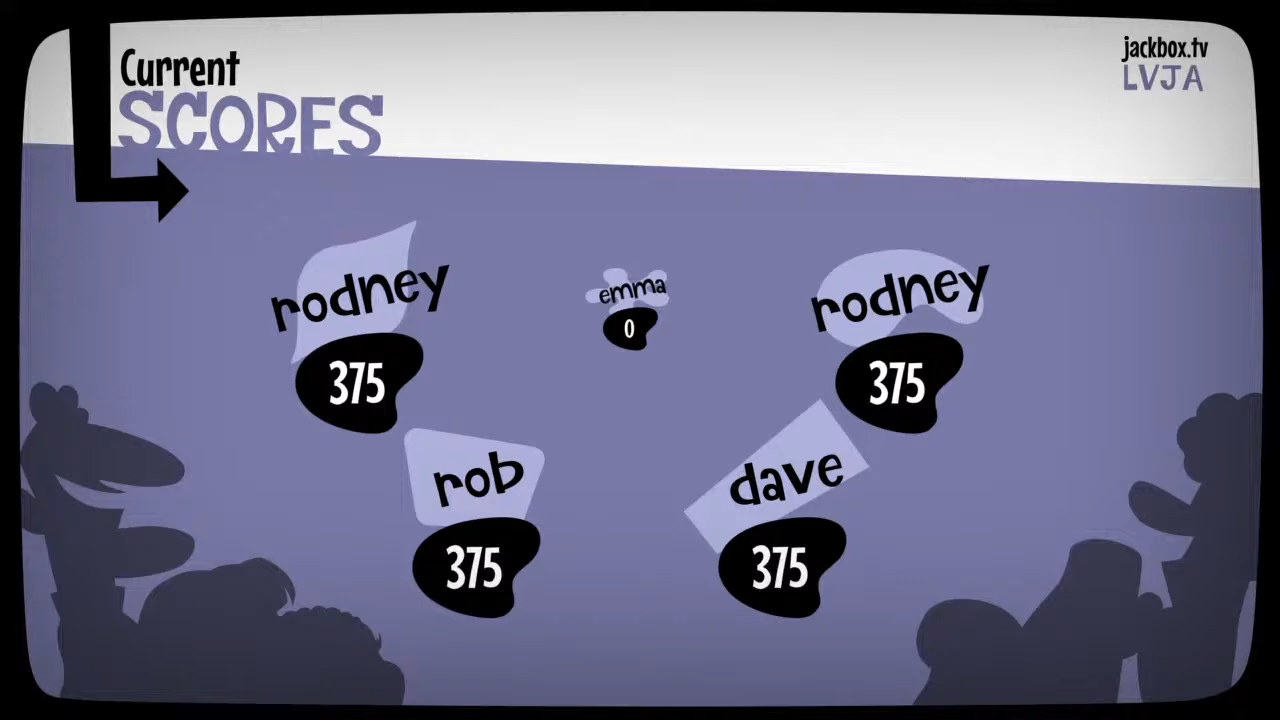 Current
SCORES
jackbox.tv
LVJA
rodney
375
emma
0
rodney
375
rob
375
dave
375